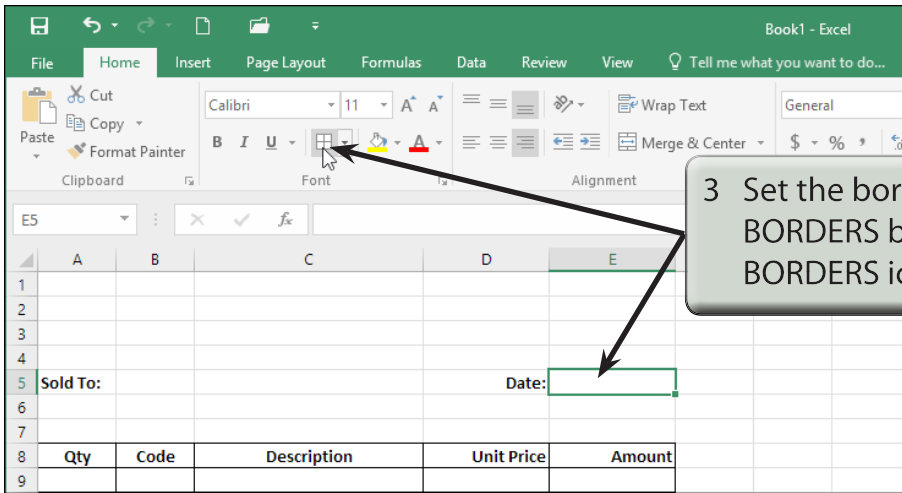 Book1 - Excel
File Home Insert Page Layout Formulas Data Review View Tell me what you want to do...
Cut
Copy
Format Painter
Paste
Clipboard
Calibri 11 A A
B I U A
Font
Wrap Text
Merge & Center
Alignment
General
$ % ,
E5 fx
3 Set the bor
BORDERS b
BORDERS ic
A B C D E
1
2
3
4
5 Sold To: Date:
6
7
8 Qty Code Description Unit Price Amount
9